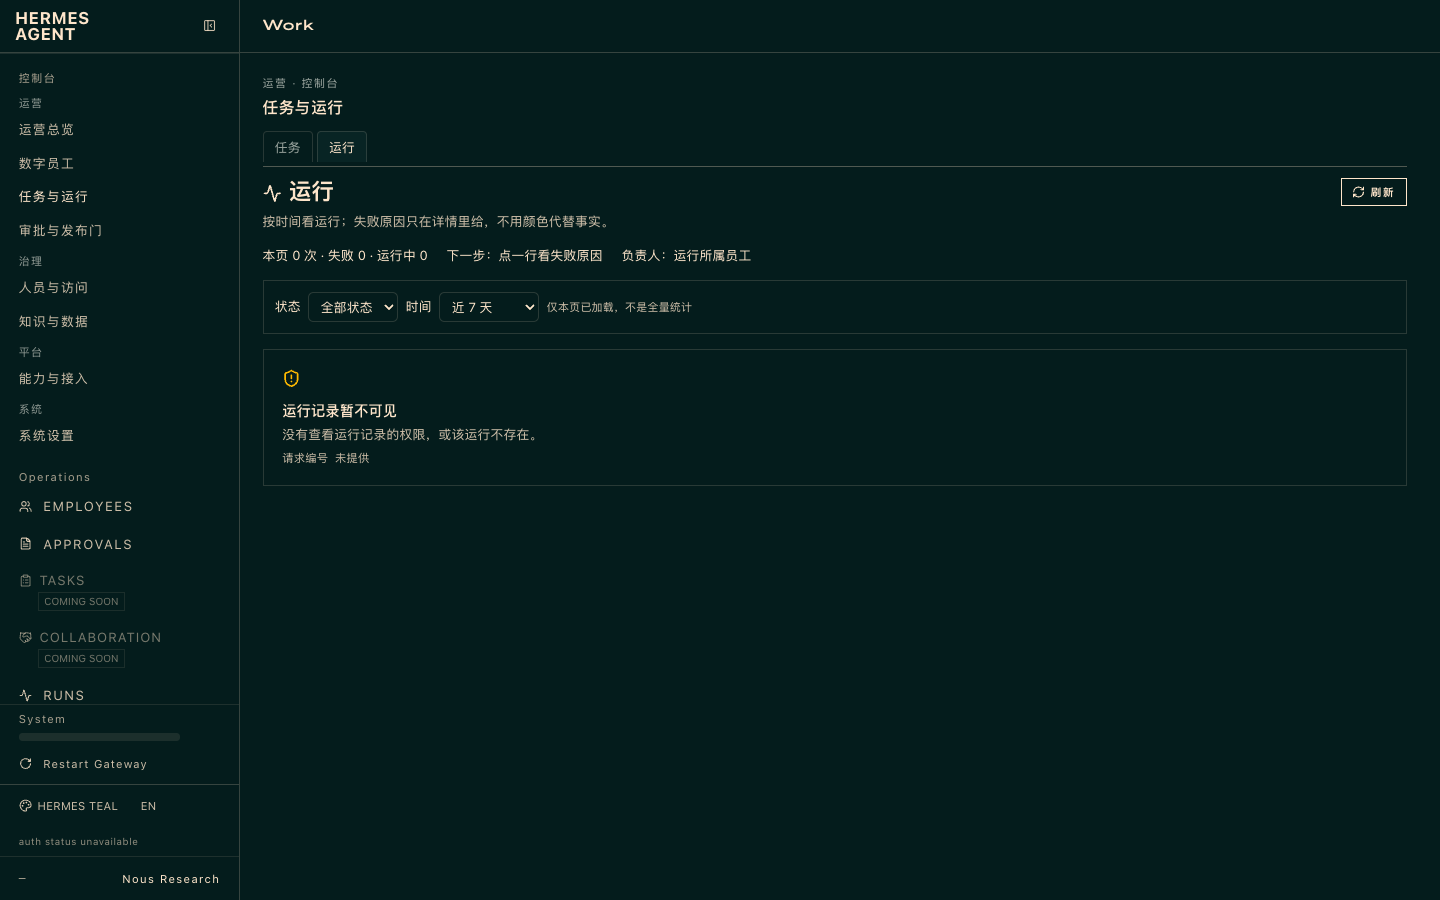 HERMES
AGENT
Work
控制台
运营
运营总览
数字员工
任务与运行
审批与发布门
治理
人员与访问
知识与数据
平台
能力与接入
系统
系统设置
Operations
EMPLOYEES
APPROVALS
TASKS
COMING SOON
COLLABORATION
COMING SOON
RUNS
System
Restart Gateway
HERMES TEAL EN
auth status unavailable
– Nous Research
运营 · 控制台
任务与运行
任务 运行
运行
刷新
按时间看运行；失败原因只在详情里给，不用颜色代替事实。
本页 0 次 · 失败 0 · 运行中 0 下一步：点一行看失败原因 负责人：运行所属员工
状态 全部状态 时间 近 7 天 仅本页已加载，不是全量统计
运行记录暂不可见
没有查看运行记录的权限，或该运行不存在。
请求编号 未提供